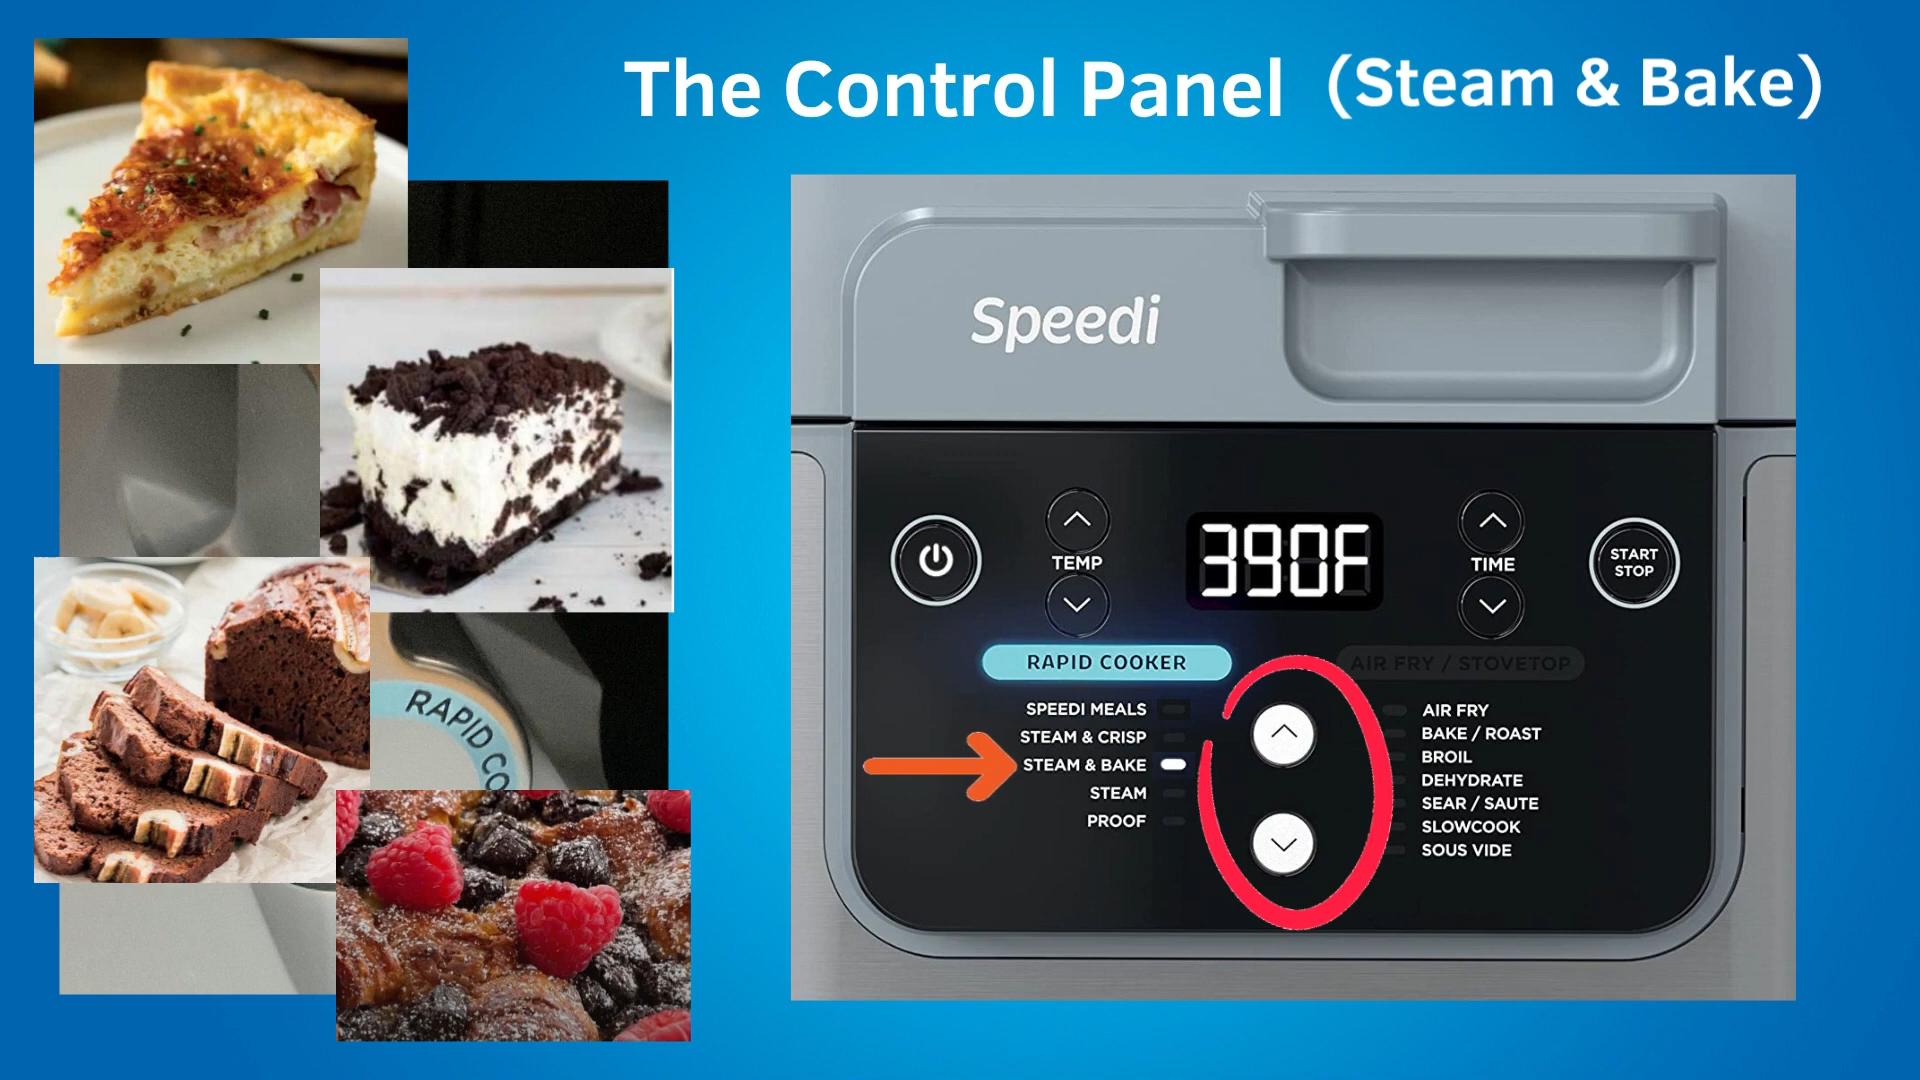 The Control Panel (Steam & Bake)
Speedi
390F
TEMP
TIME
START
STOP
RAPID COOKER
AIR FRY / STOVETOP
SPEEDI MEALS
STEAM & CRISP
STEAM & BAKE
STEAM
PROOF
AIR FRY
BAKE / ROAST
BROIL
DEHYDRATE
SEAR / SAUTE
SLOWCOOK
SOUS VIDE
RAPID CO